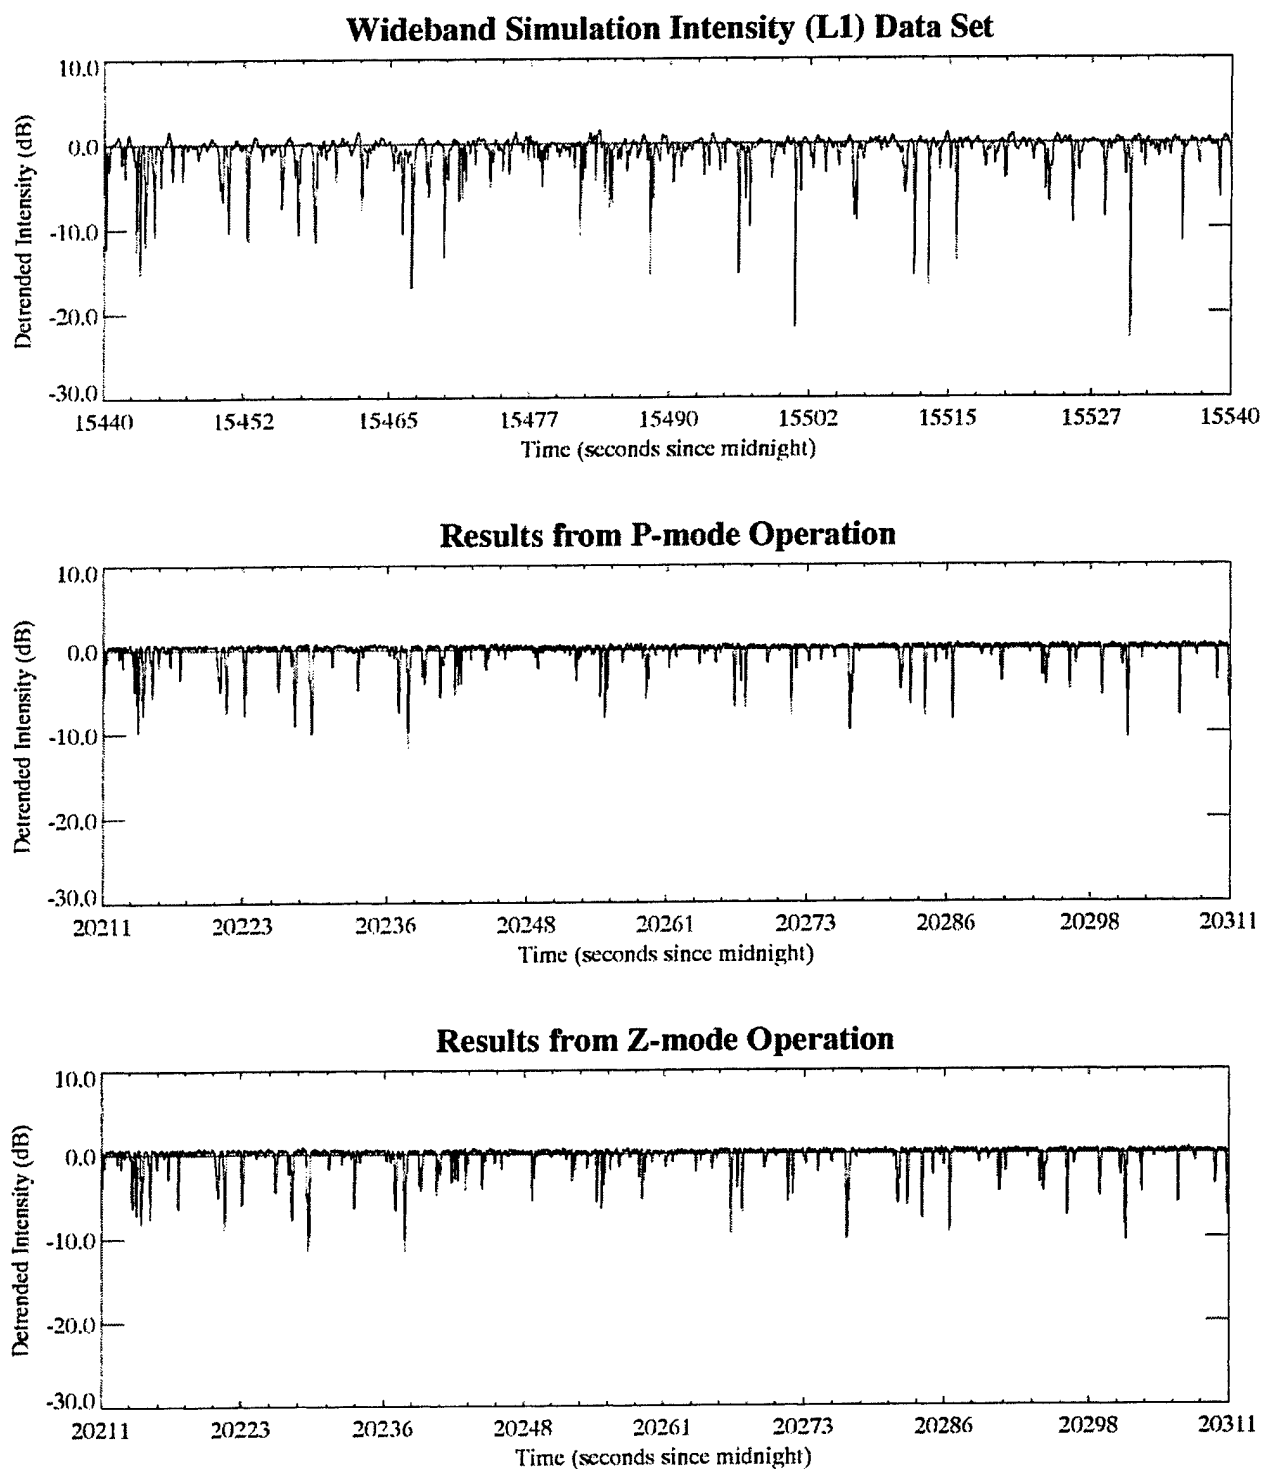 Wideband Simulation Intensity (L1) Data Set
10.0
0.0
-10.0
-20.0
-30.0
Detrended Intensity (dB)
15440 15452 15465 15477 15490 15502 15515 15527 15540
Time (seconds since midnight)
Results from P-mode Operation
10.0
0.0
-10.0
-20.0
-30.0
Detrended Intensity (dB)
20211 20223 20236 20248 20261 20273 20286 20298 20311
Time (seconds since midnight)
Results from Z-mode Operation
10.0
0.0
-10.0
-20.0
-30.0
Detrended Intensity (dB)
20211 20223 20236 20248 20261 20273 20286 20298 20311
Time (seconds since midnight)